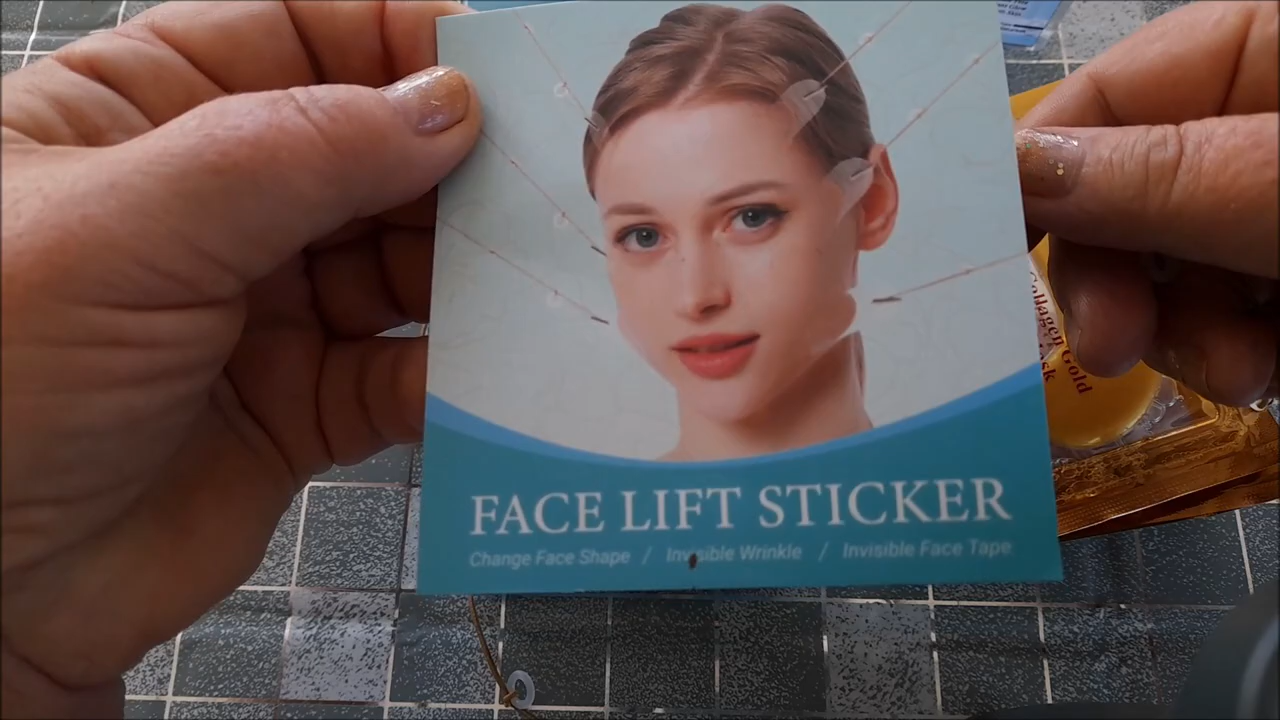 FACE LIFT STICKER
Change Face Shape / Invisible Wrinkle / Invisible Face Tape
Collagen Gold